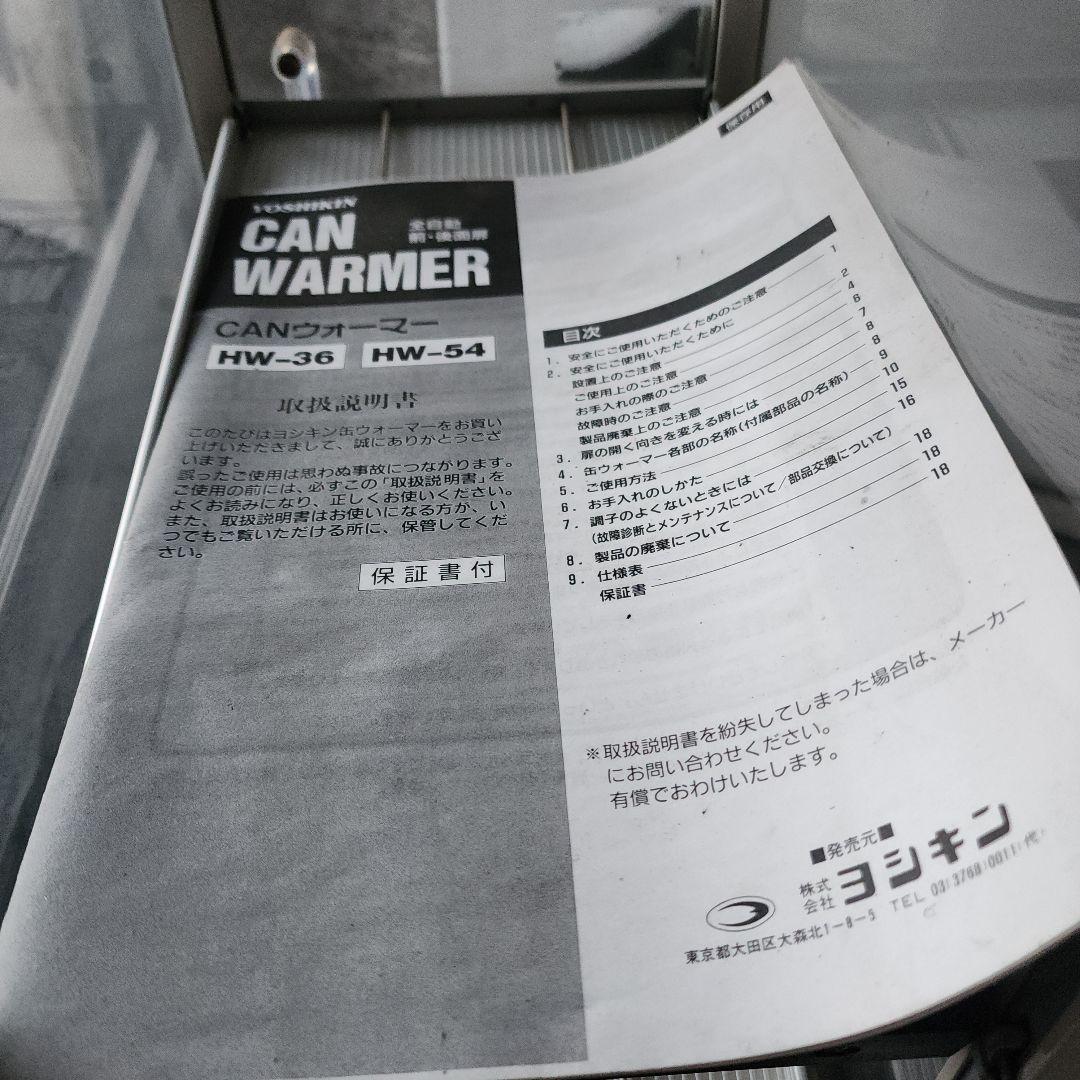 保存用
YOSHIKIN
全自動
前・後面扉
CAN
WARMER
CANウォーマー
HW-36 HW-54
取扱説明書
このたびはヨシキン缶ウォーマーをお買い
上げいただきまして、誠にありがとうござ
います。
誤ったご使用は思わぬ事故につながります。
ご使用の前には、必ずこの「取扱説明書」を
よくお読みになり、正しくお使いください。
また、取扱説明書はお使いになる方が、い
つでもご覧いただける所に、保管してくだ
さい。
保証書付
目次
1. 安全にご使用いただくためのご注意 1
2. 安全にご使用いただくために 2
設置上のご注意 4
ご使用上のご注意 6
お手入れの際のご注意 7
故障時のご注意 8
製品廃棄上のご注意 8
3. 扉の開く向きを変える時には 9
4. 缶ウォーマー各部の名称(付属部品の名称) 10
5. ご使用方法 15
6. お手入れのしかた 16
7. 調子のよくないときには
(故障診断とメンテナンスについて／部品交換について) 18
8. 製品の廃棄について 18
9. 仕様表 18
保証書
※取扱説明書を紛失してしまった場合は、メーカー
にお問い合わせください。
有償でおわけいたします。
■発売元■
株式会社 ヨシキン
東京都大田区大森北1-8-5 TEL 03(3768)0011(代)